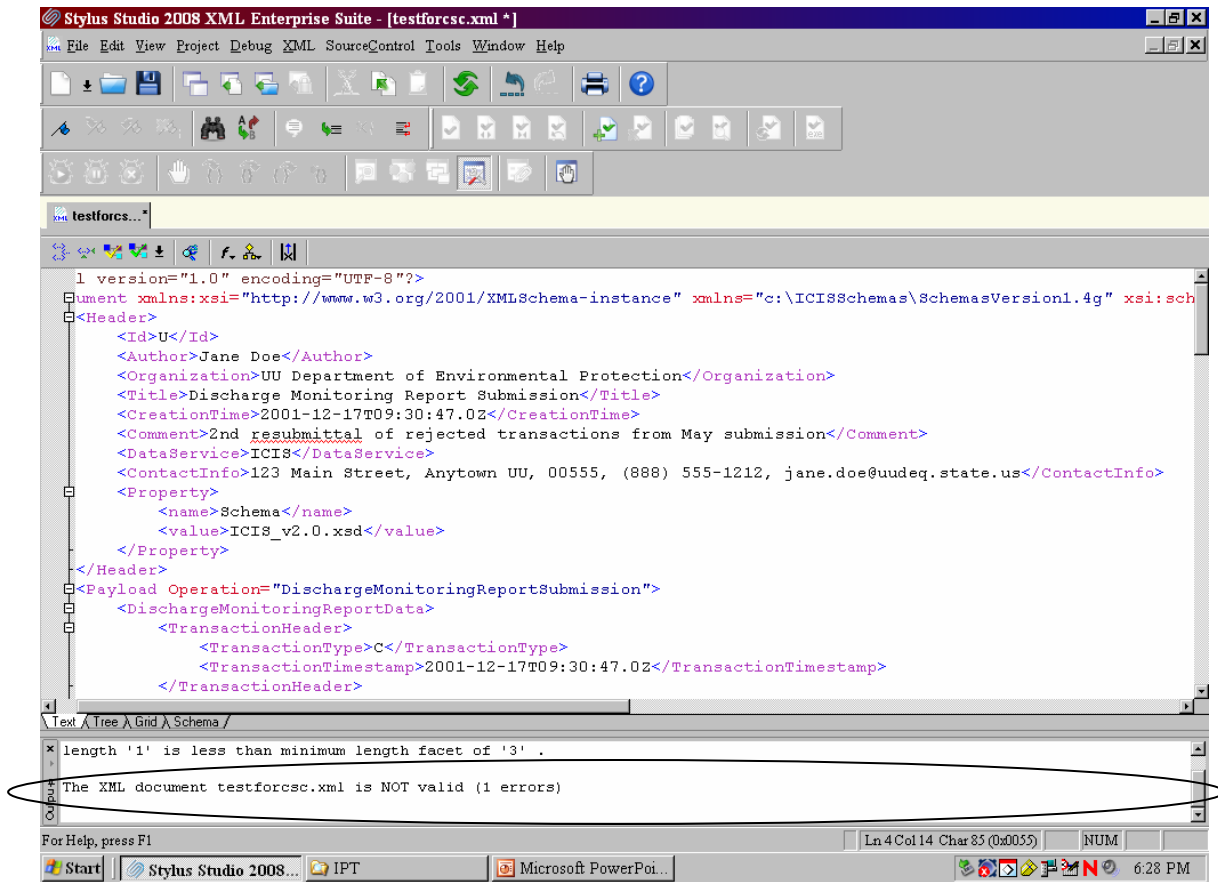 Stylus Studio 2008 XML Enterprise Suite - [testforcsc.xml *]
File Edit View Project Debug XML SourceControl Tools Window Help
testforcs...*
l version="1.0" encoding="UTF-8"?>
ument xmlns:xsi="http://www.w3.org/2001/XMLSchema-instance" xmlns="c:\ICISSchemas\SchemasVersion1.4g" xsi:sch
<Header>
<Id>U</Id>
<Author>Jane Doe</Author>
<Organization>UU Department of Environmental Protection</Organization>
<Title>Discharge Monitoring Report Submission</Title>
<CreationTime>2001-12-17T09:30:47.0Z</CreationTime>
<Comment>2nd resubmittal of rejected transactions from May submission</Comment>
<DataService>ICIS</DataService>
<ContactInfo>123 Main Street, Anytown UU, 00555, (888) 555-1212, jane.doe@uudeq.state.us</ContactInfo>
<Property>
<name>Schema</name>
<value>ICIS_v2.0.xsd</value>
</Property>
</Header>
<Payload Operation="DischargeMonitoringReportSubmission">
<DischargeMonitoringReportData>
<TransactionHeader>
<TransactionType>C</TransactionType>
<TransactionTimestamp>2001-12-17T09:30:47.0Z</TransactionTimestamp>
</TransactionHeader>
Text Tree Grid Schema
length '1' is less than minimum length facet of '3' .
The XML document testforcsc.xml is NOT valid (1 errors)
Output
For Help, press F1 Ln 4 Col 14 Char 85 (0x0055) NUM
Start Stylus Studio 2008... IPT Microsoft PowerPoi... 6:28 PM